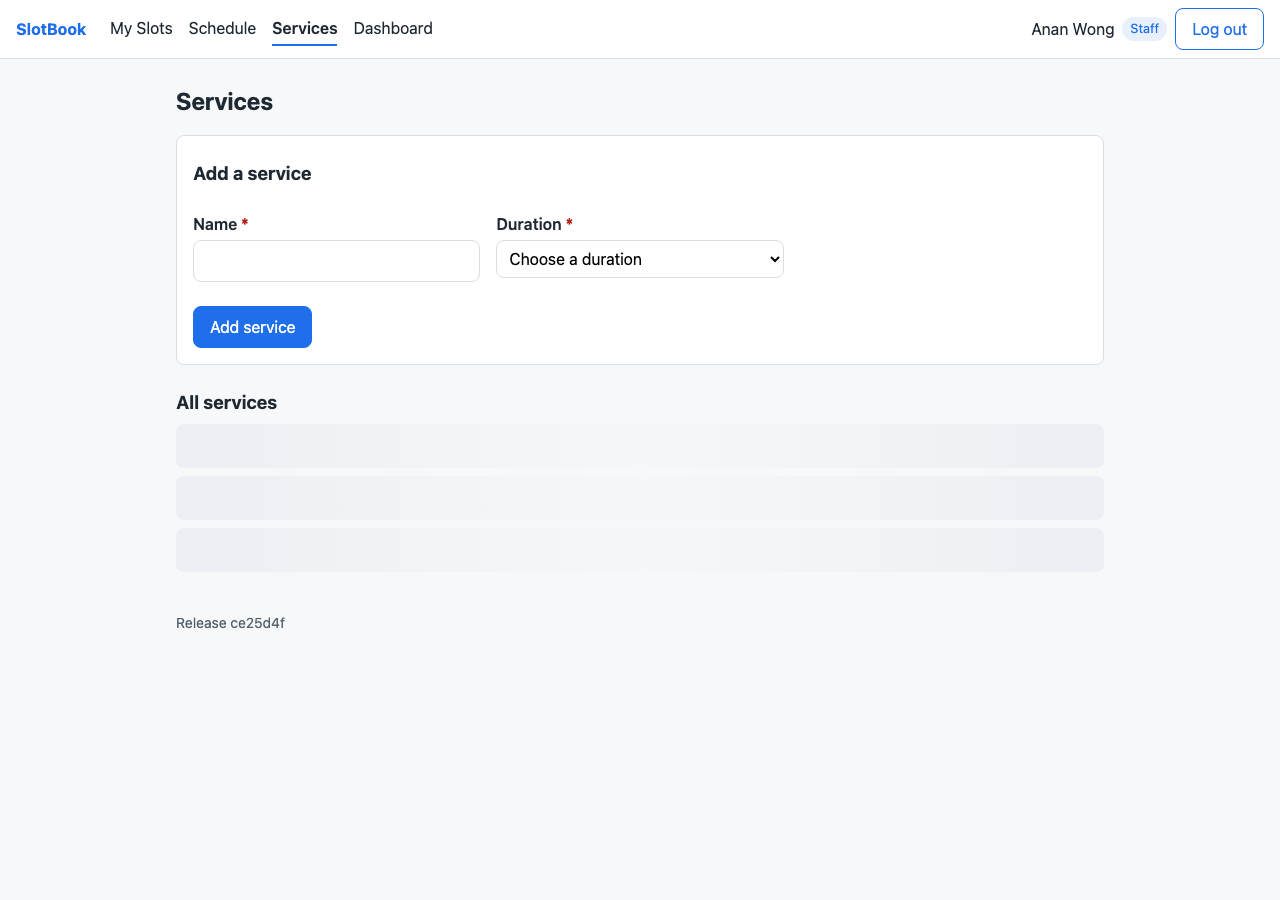 SlotBook My Slots Schedule Services Dashboard Anan Wong Staff Log out
Services
Add a service
Name * Duration *
Choose a duration
Add service
All services
Release ce25d4f